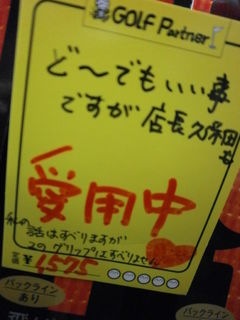 GOLF Partner
ど〜でもいい事
ですが店長久保田も
愛用中
私の
話はすべりますが
このグリップはすべりません
定価 ¥1575
バックライン
あり
バックライン